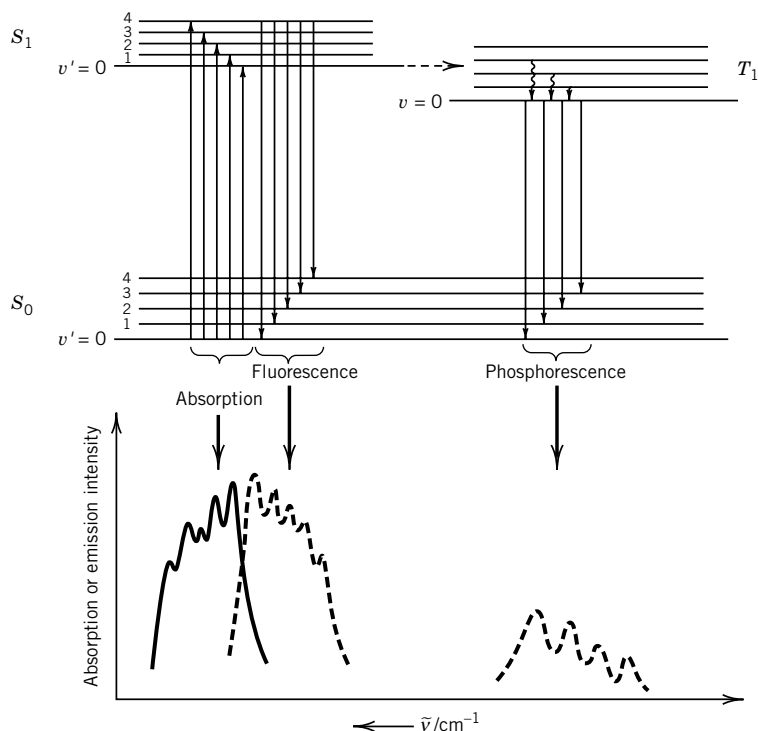 S₁
4
3
2
1
v′ = 0
T₁
v = 0
S₀
4
3
2
1
v′ = 0
Absorption
Fluorescence
Phosphorescence
Absorption or emission intensity
ṽ/cm⁻¹